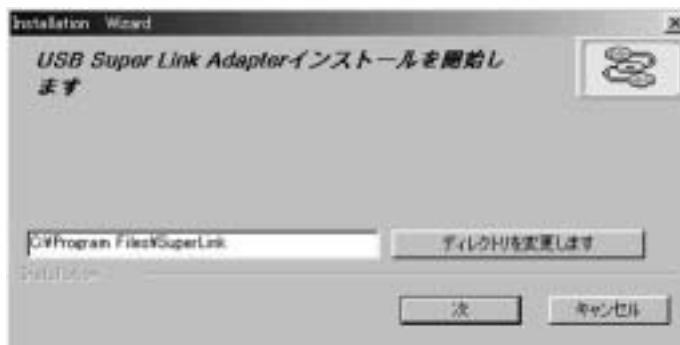 Installation Wizard
USB Super Link Adapterインストールを開始し
ます
C:¥Program Files¥SuperLink
ディレクトリを変更します
次
キャンセル